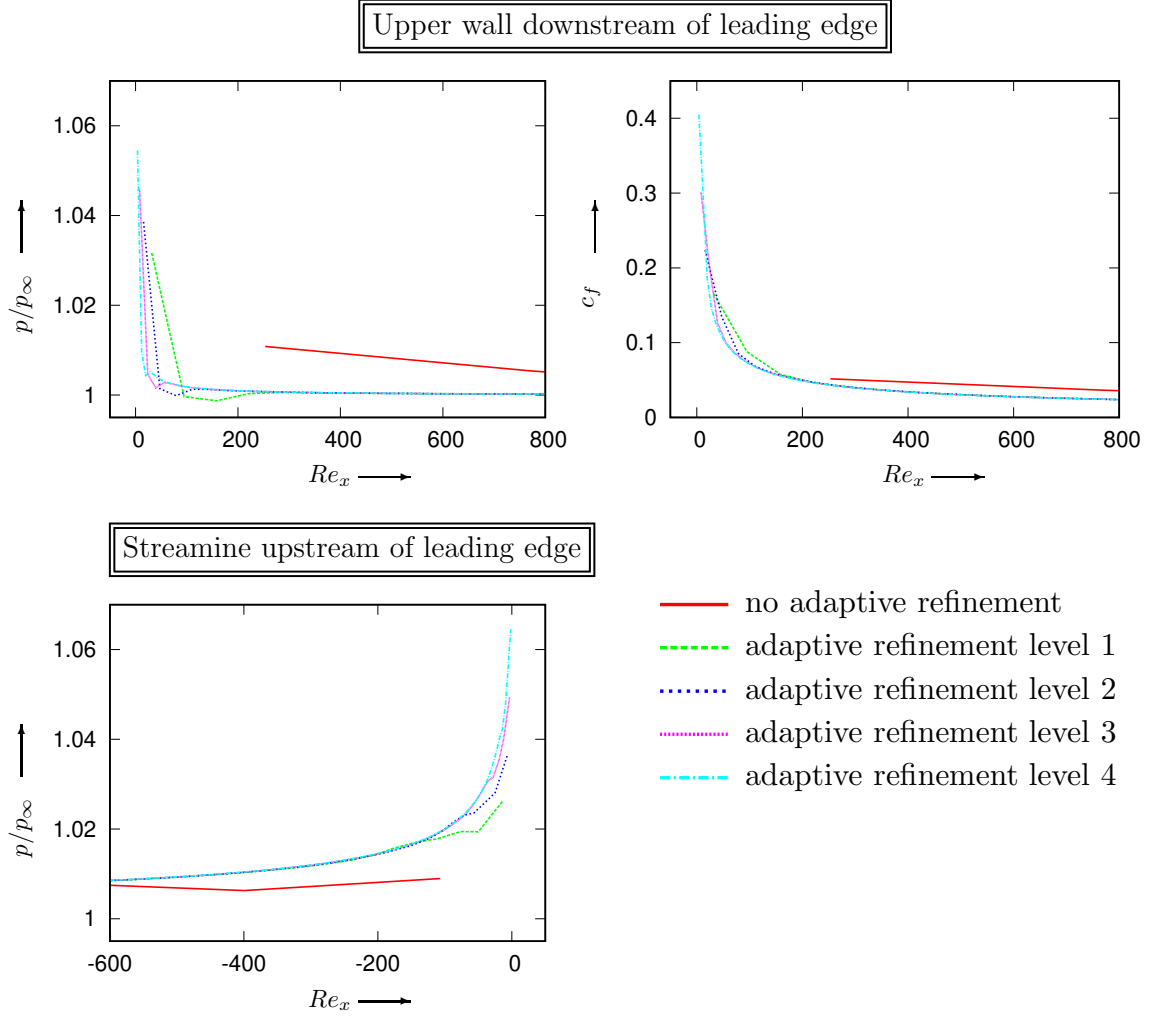 Upper wall downstream of leading edge
1.06
1.04
1.02
1
p/p∞
0
200
400
600
800
Re_x
0.4
0.3
0.2
0.1
0
c_f
0
200
400
600
800
Re_x
Streamine upstream of leading edge
1.06
1.04
1.02
1
p/p∞
-600
-400
-200
0
Re_x
no adaptive refinement
adaptive refinement level 1
adaptive refinement level 2
adaptive refinement level 3
adaptive refinement level 4